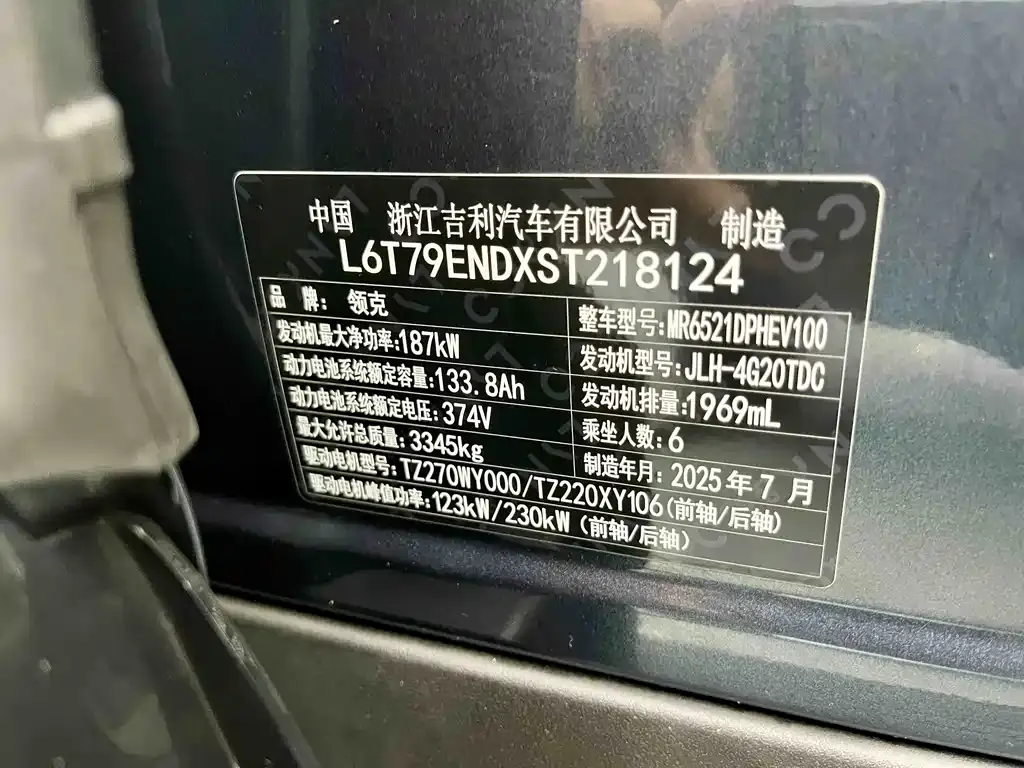 中国 浙江吉利汽车有限公司 制造
L6T79ENDXST218124
品 牌: 领克 整车型号:MR6521DPHEV100
发动机最大净功率:187kW 发动机型号:JLH-4G20TDC
动力电池系统额定容量:133.8Ah 发动机排量:1969mL
动力电池系统额定电压:374V 乘坐人数:6
最大允许总质量:3345kg 制造年月:2025年7月
驱动电机型号:TZ270WY000/TZ220XY106(前轴/后轴)
驱动电机峰值功率:123kW/230kW(前轴/后轴)